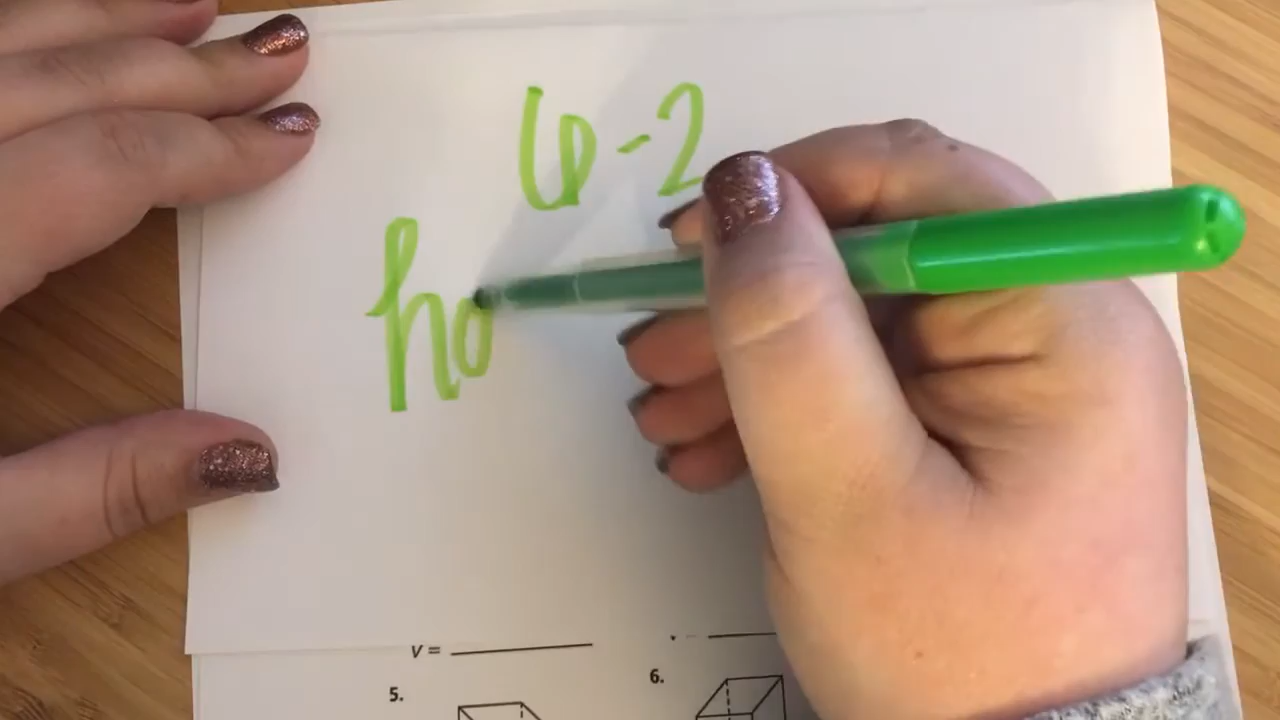 6-2
ho
V =
5.
6.